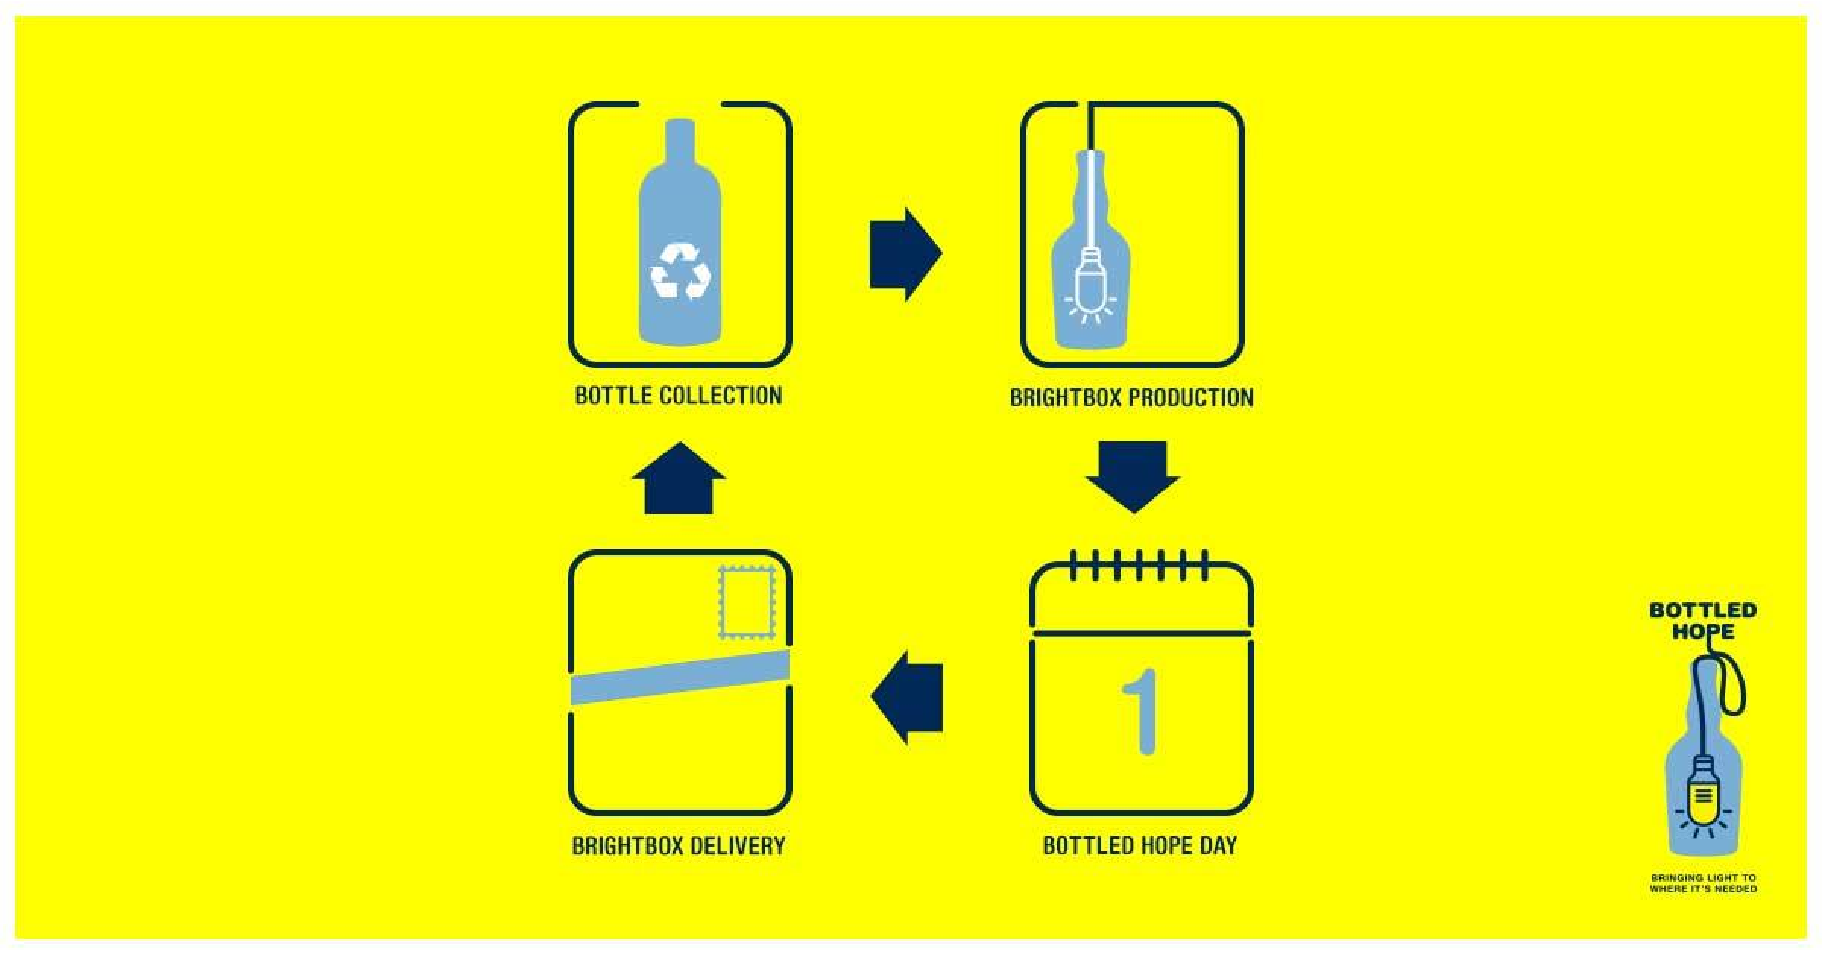 BOTTLE COLLECTION
BRIGHTBOX PRODUCTION
1
BRIGHTBOX DELIVERY
BOTTLED HOPE DAY
BOTTLED
HOPE
BRINGING LIGHT TO
WHERE IT'S NEEDED